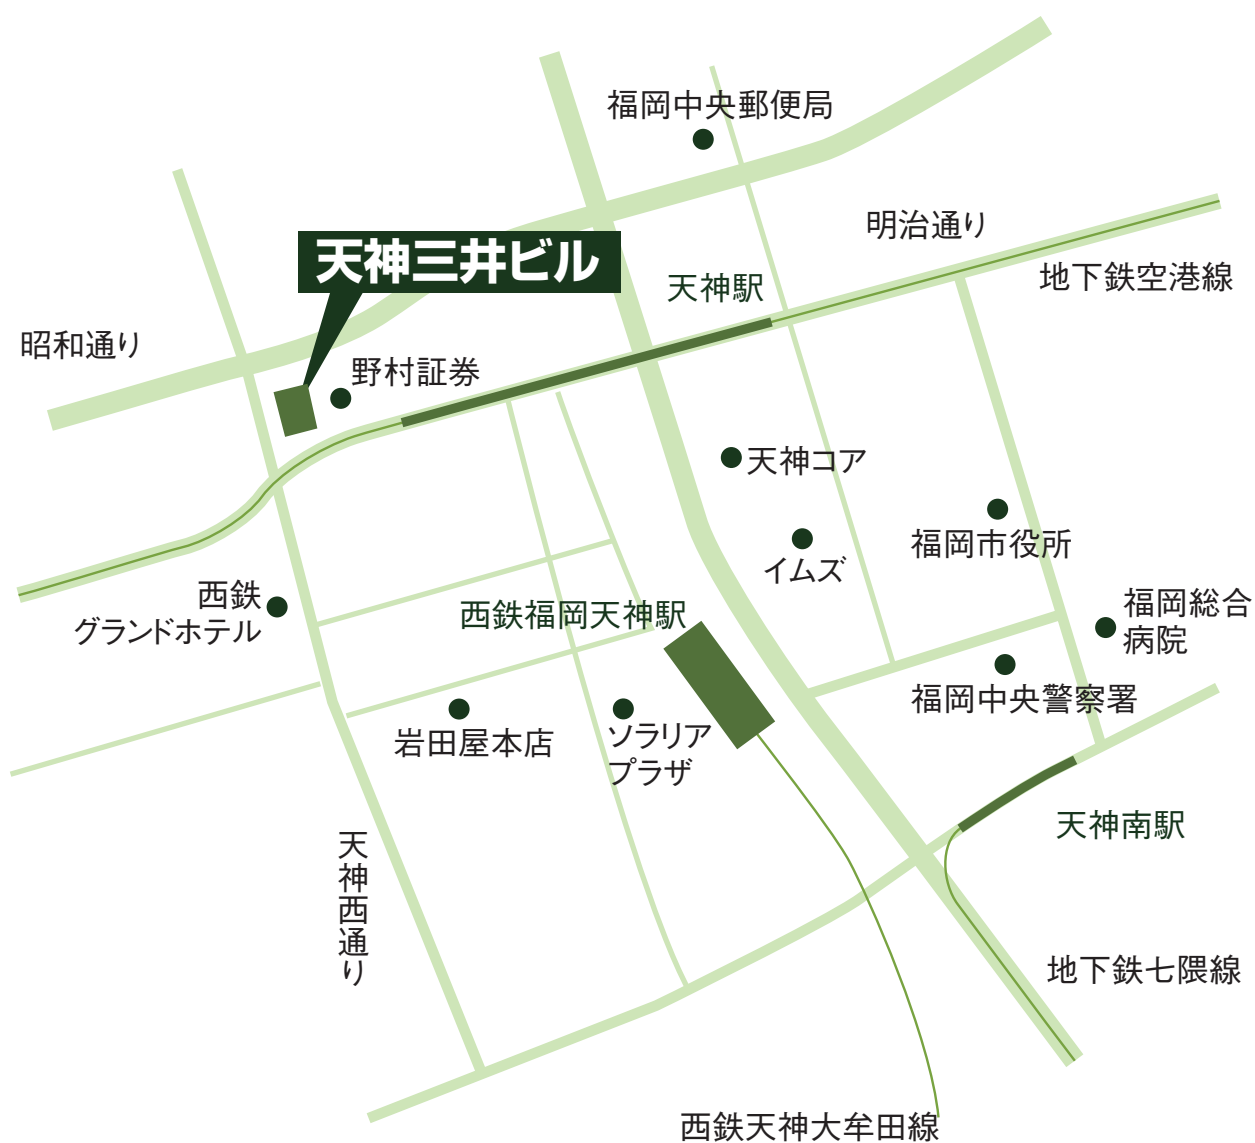 福岡中央郵便局
明治通り
天神三井ビル
天神駅
地下鉄空港線
昭和通り
野村証券
天神コア
福岡市役所
イムズ
西鉄
グランドホテル
西鉄福岡天神駅
福岡総合
病院
福岡中央警察署
岩田屋本店
ソラリア
プラザ
天神南駅
天神西通り
地下鉄七隈線
西鉄天神大牟田線